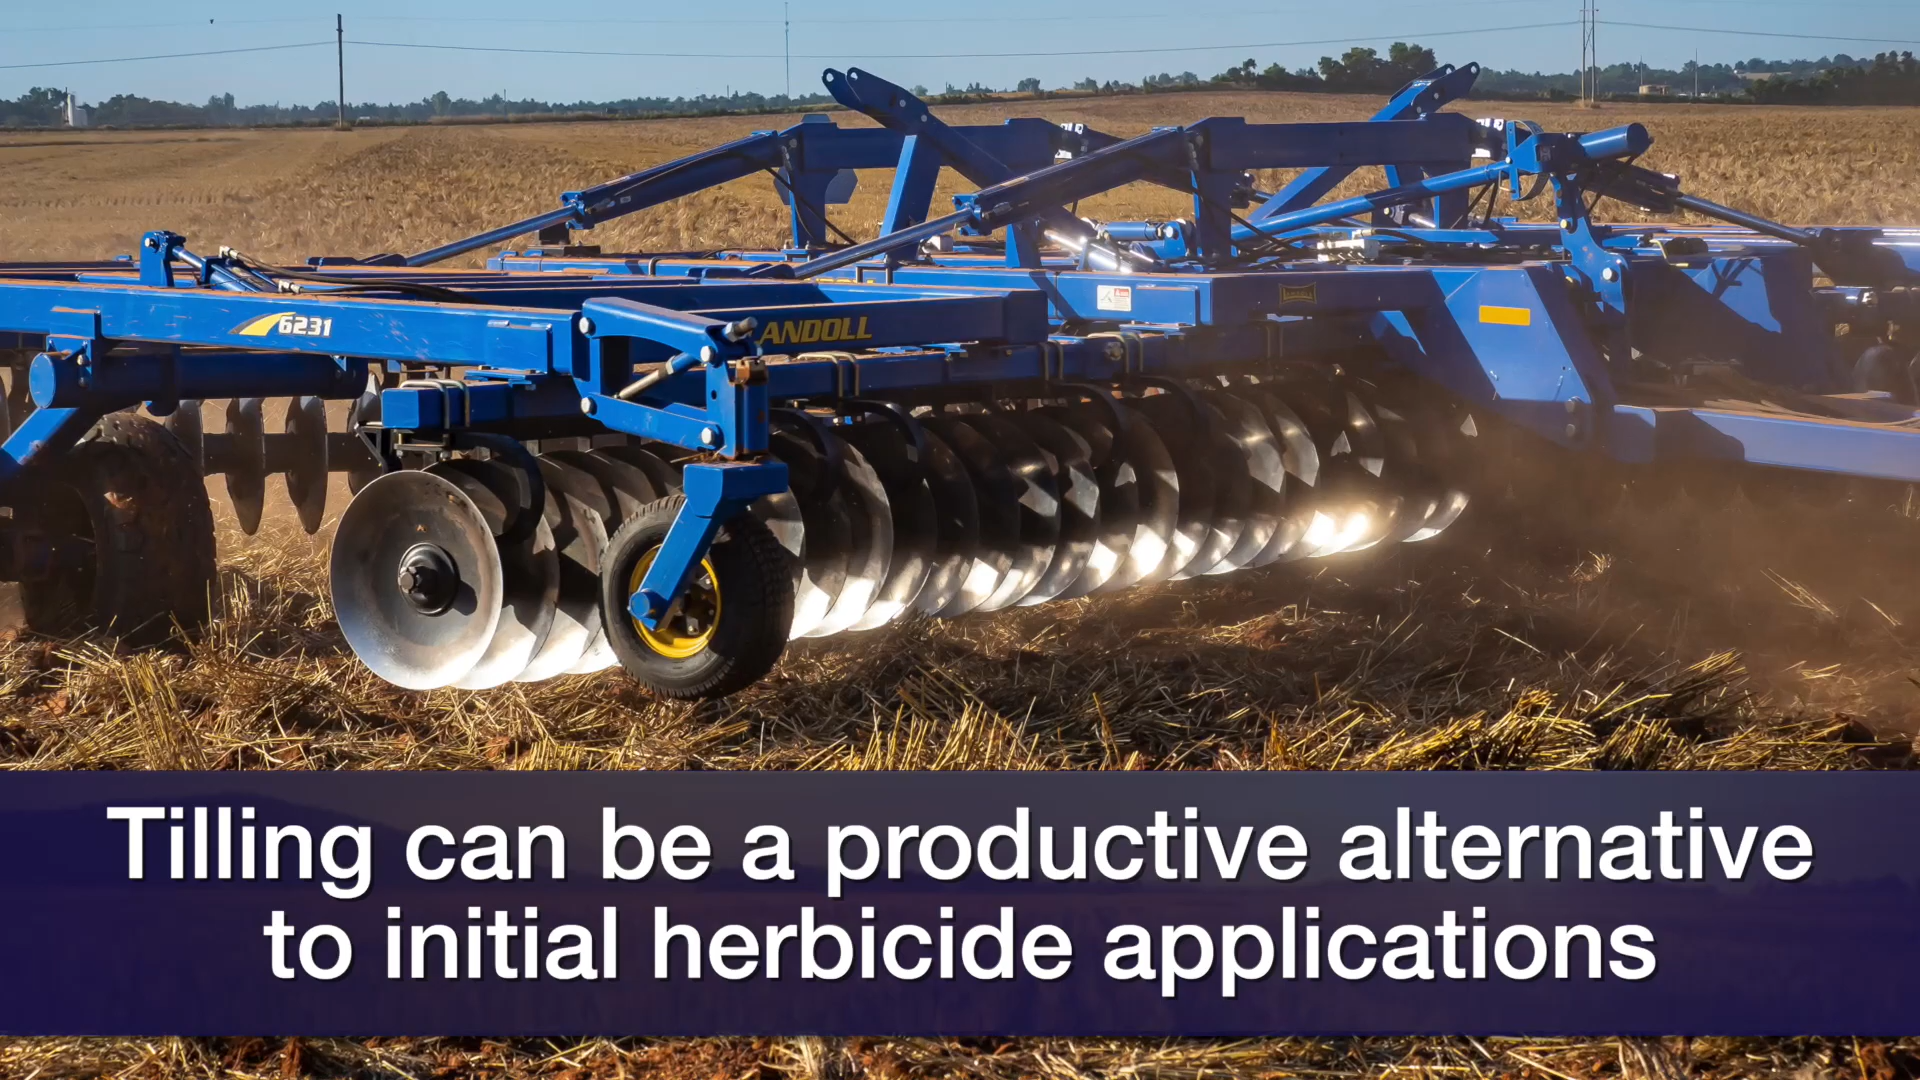 6231
ANDOLL
Tilling can be a productive alternative
to initial herbicide applications